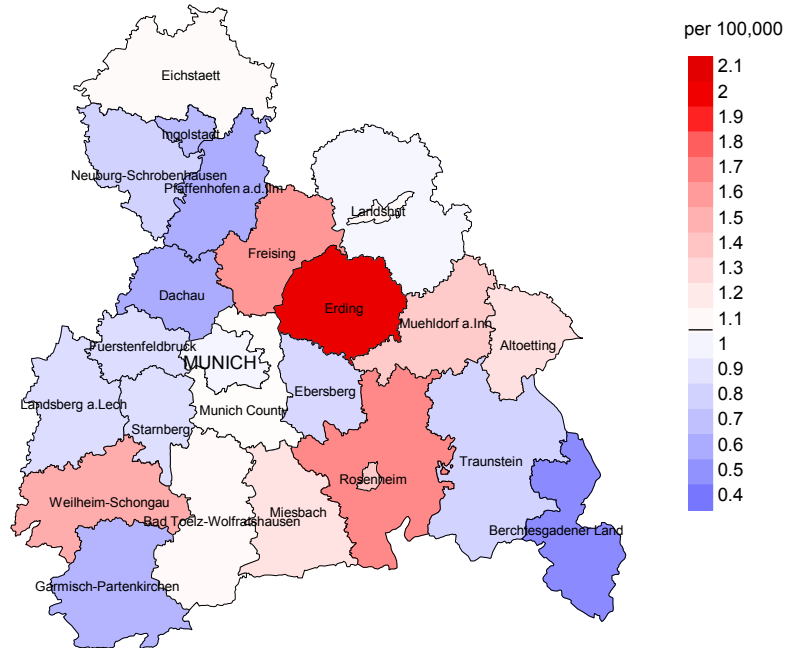 per 100,000
2.1
2
1.9
1.8
1.7
1.6
1.5
1.4
1.3
1.2
1.1
1
0.9
0.8
0.7
0.6
0.5
0.4
Eichstaett
Ingolstadt
Neuburg-Schrobenhausen
Pfaffenhofen a.d.Ilm
Landshut
Freising
Dachau
Erding
Muehldorf a.Inn
Altoetting
Fuerstenfeldbruck
MUNICH
Ebersberg
Landsberg a.Lech
Munich County
Starnberg
Traunstein
Rosenheim
Weilheim-Schongau
Miesbach
Bad Toelz-Wolfratshausen
Berchtesgadener Land
Garmisch-Partenkirchen